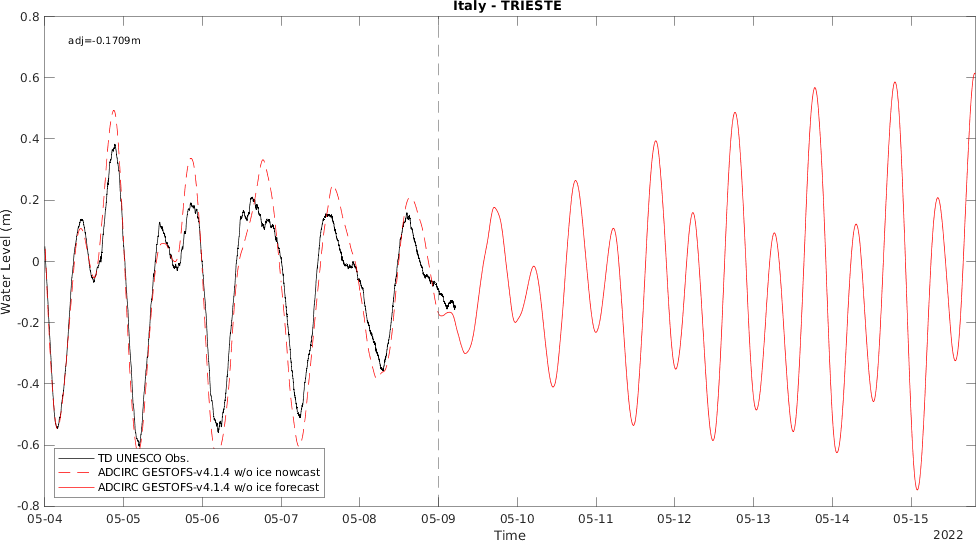 Italy - TRIESTE
adj=-0.1709m
0.8
0.6
0.4
0.2
0
-0.2
-0.4
-0.6
-0.8
Water Level (m)
TD UNESCO Obs.
ADCIRC GESTOFS-v4.1.4 w/o ice nowcast
ADCIRC GESTOFS-v4.1.4 w/o ice forecast
05-04 05-05 05-06 05-07 05-08 05-09 05-10 05-11 05-12 05-13 05-14 05-15
Time
2022